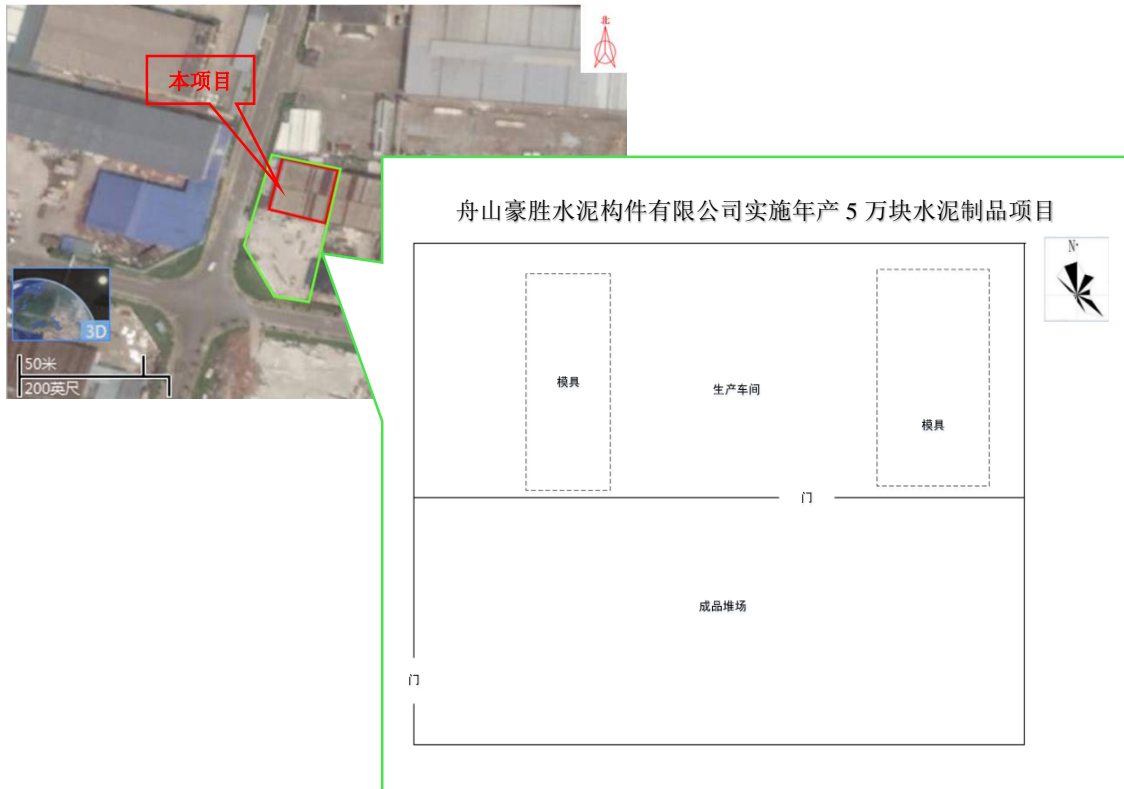 北
本项目
3D
50米
200英尺
舟山豪胜水泥构件有限公司实施年产 5 万块水泥制品项目
N
模具
生产车间
模具
门
成品堆场
门